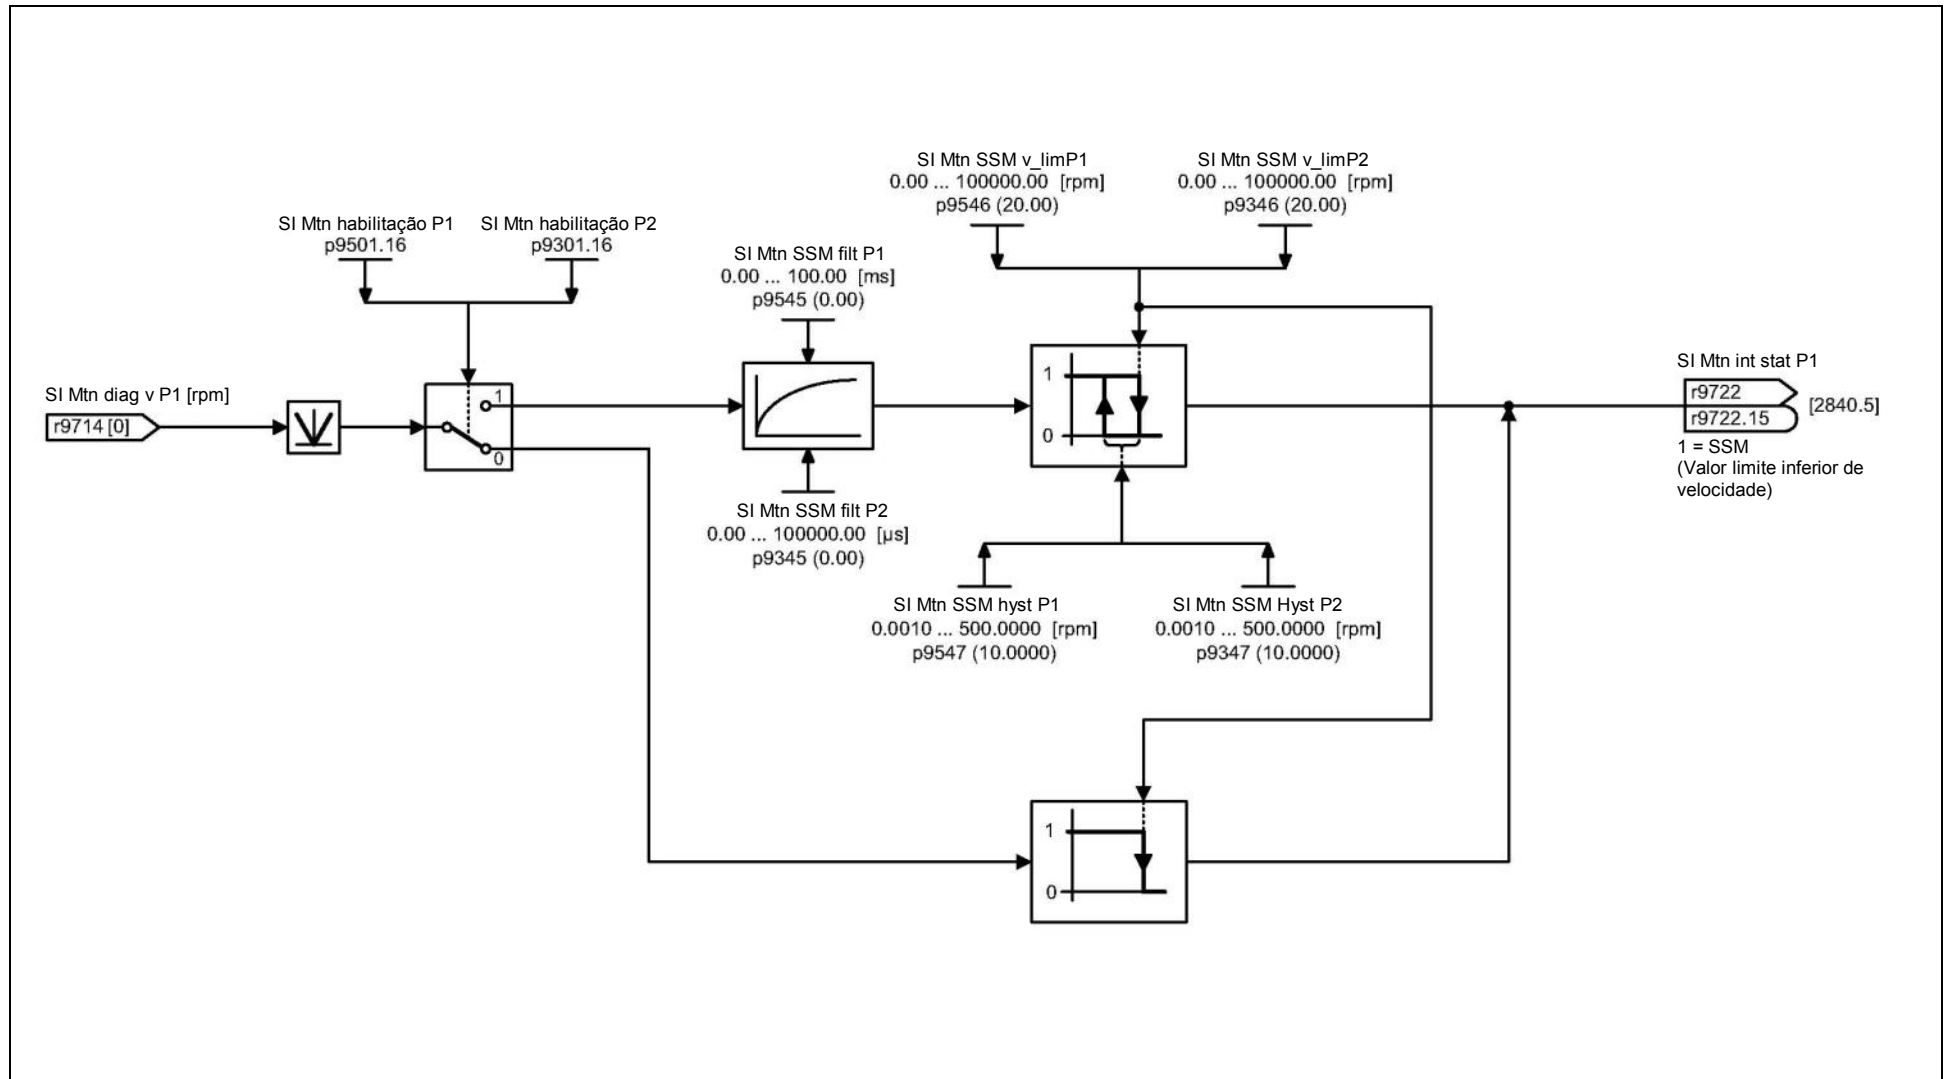 SI Mtn SSM v_limP1
0.00 ... 100000.00 [rpm]
p9546 (20.00)
SI Mtn SSM v_limP2
0.00 ... 100000.00 [rpm]
p9346 (20.00)
SI Mtn habilitação P1
p9501.16
SI Mtn habilitação P2
p9301.16
SI Mtn SSM filt P1
0.00 ... 100.00 [ms]
p9545 (0.00)
SI Mtn diag v P1 [rpm]
r9714 [0]
1
0
1
0
SI Mtn int stat P1
r9722
r9722.15
[2840.5]
1 = SSM
(Valor limite inferior de
velocidade)
SI Mtn SSM filt P2
0.00 ... 100000.00 [µs]
p9345 (0.00)
SI Mtn SSM hyst P1
0.0010 ... 500.0000 [rpm]
p9547 (10.0000)
SI Mtn SSM Hyst P2
0.0010 ... 500.0000 [rpm]
p9347 (10.0000)
1
0